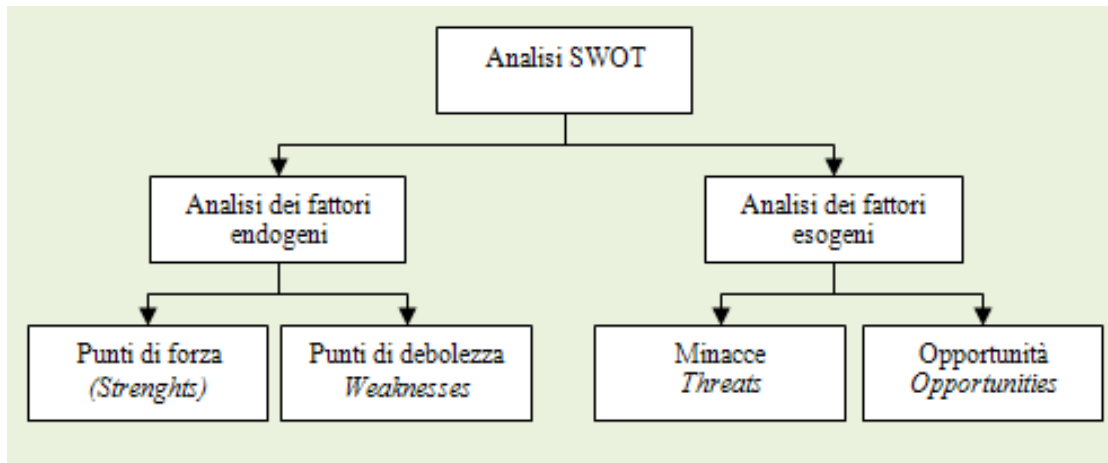 Analisi SWOT
Analisi dei fattori
endogeni
Analisi dei fattori
esogeni
Punti di forza
(Strenghts)
Punti di debolezza
Weaknesses
Minacce
Threats
Opportunità
Opportunities